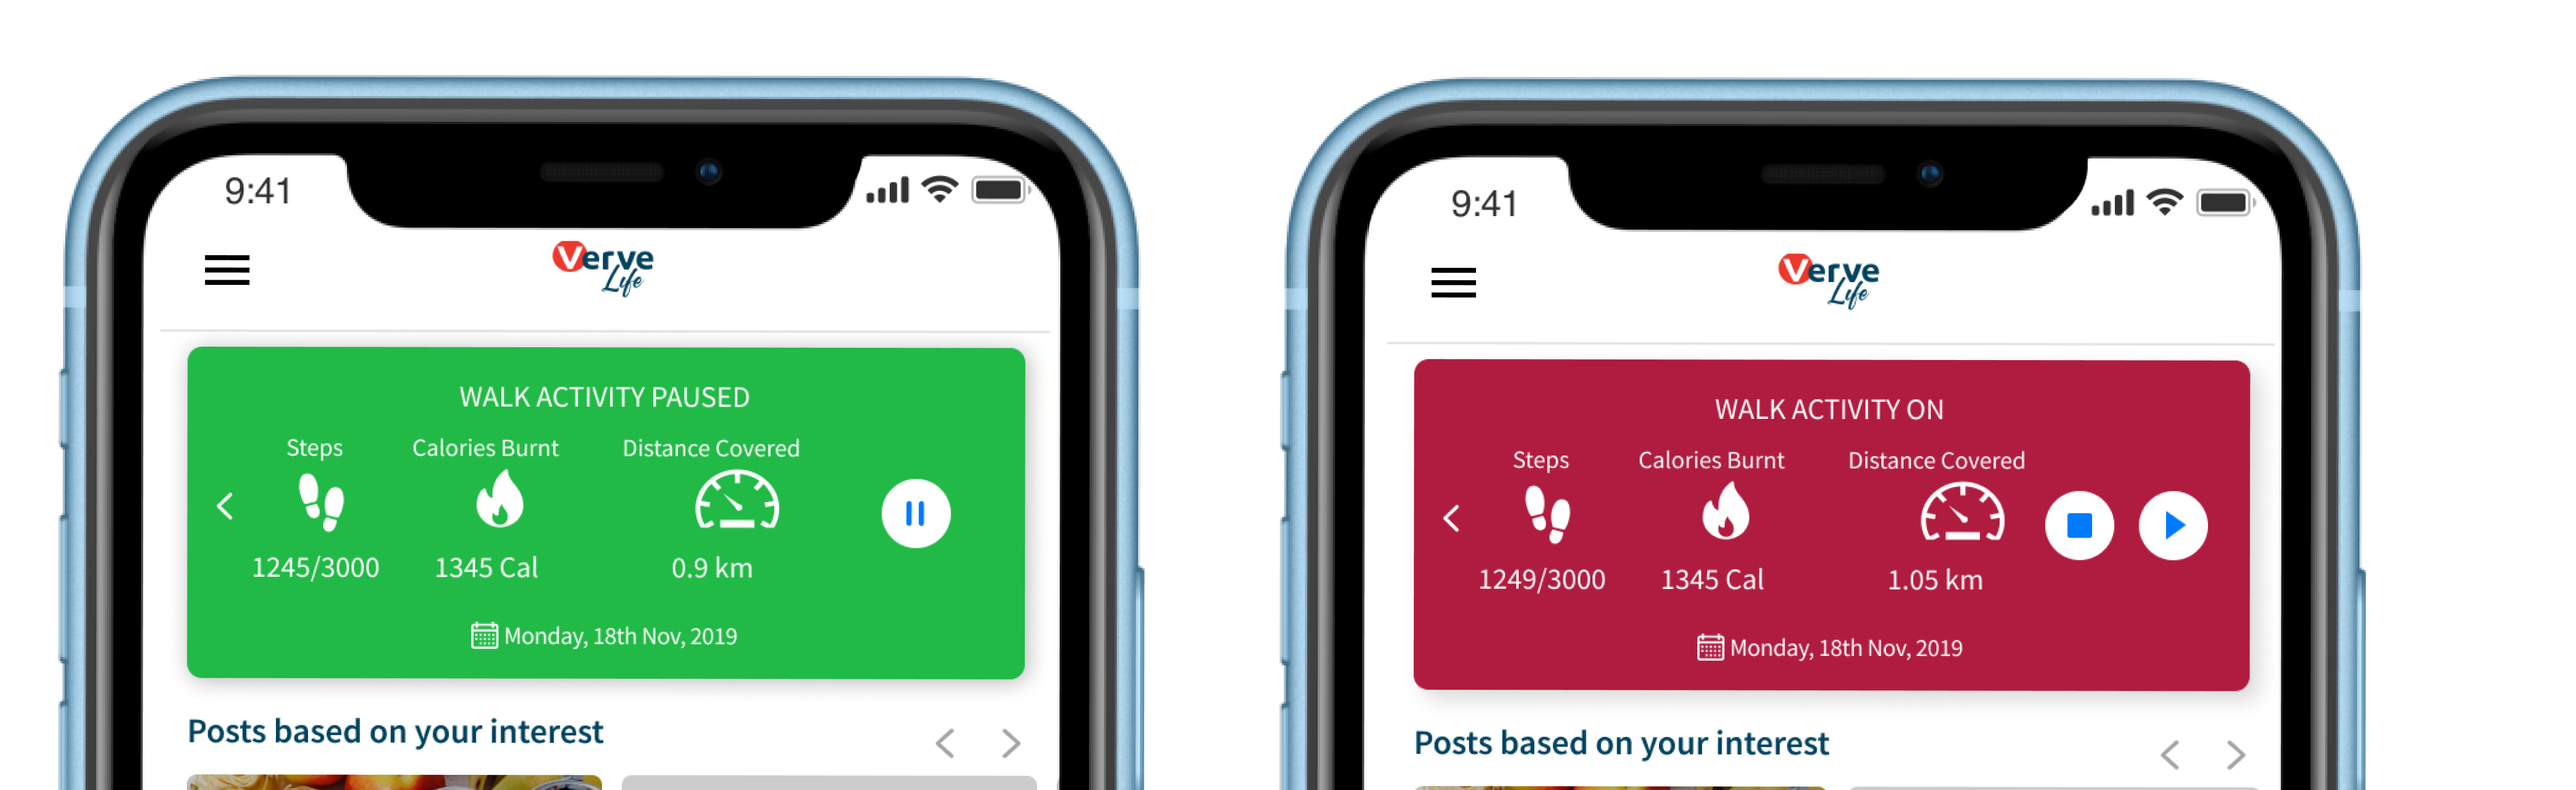 9:41
Verve
Life
WALK ACTIVITY PAUSED
Steps Calories Burnt Distance Covered
1245/3000 1345 Cal 0.9 km
Monday, 18th Nov, 2019
Posts based on your interest
9:41
Verve
Life
WALK ACTIVITY ON
Steps Calories Burnt Distance Covered
1249/3000 1345 Cal 1.05 km
Monday, 18th Nov, 2019
Posts based on your interest